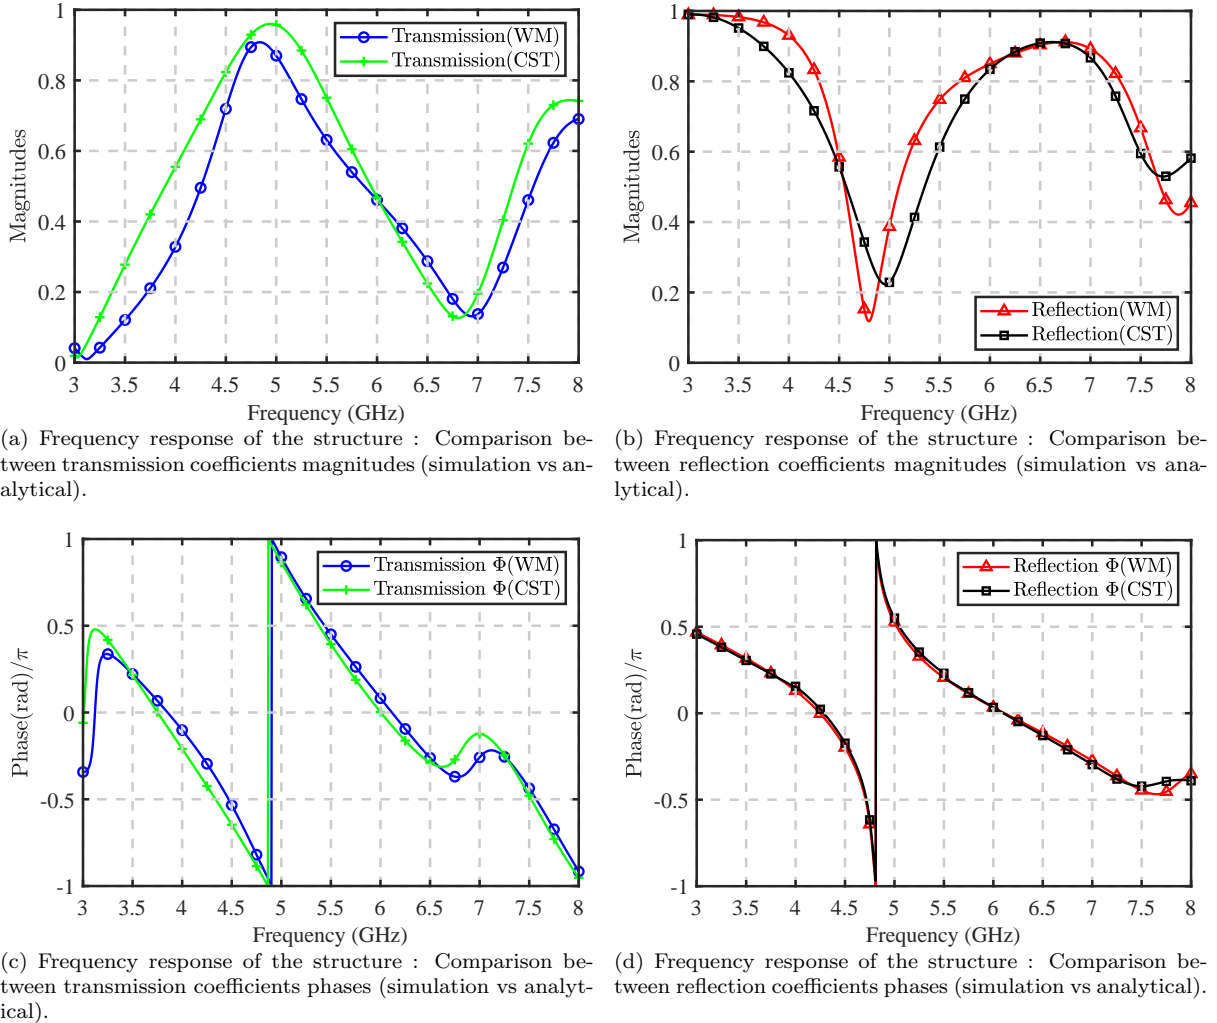 1
0.8
0.6
0.4
0.2
0
Magnitudes
Transmission(WM)
Transmission(CST)
3 3.5 4 4.5 5 5.5 6 6.5 7 7.5 8
Frequency (GHz)
(a) Frequency response of the structure : Comparison be-
tween transmission coefficients magnitudes (simulation vs an-
alytical).
1
0.8
0.6
0.4
0.2
0
Magnitudes
Reflection(WM)
Reflection(CST)
3 3.5 4 4.5 5 5.5 6 6.5 7 7.5 8
Frequency (GHz)
(b) Frequency response of the structure : Comparison be-
tween reflection coefficients magnitudes (simulation vs ana-
lytical).
1
0.5
0
-0.5
-1
Phase(rad)/π
Transmission Φ(WM)
Transmission Φ(CST)
3 3.5 4 4.5 5 5.5 6 6.5 7 7.5 8
Frequency (GHz)
(c) Frequency response of the structure : Comparison be-
tween transmission coefficients phases (simulation vs analyt-
ical).
1
0.5
0
-0.5
-1
Phase(rad)/π
Reflection Φ(WM)
Reflection Φ(CST)
3 3.5 4 4.5 5 5.5 6 6.5 7 7.5 8
Frequency (GHz)
(d) Frequency response of the structure : Comparison be-
tween reflection coefficients phases (simulation vs analytical).